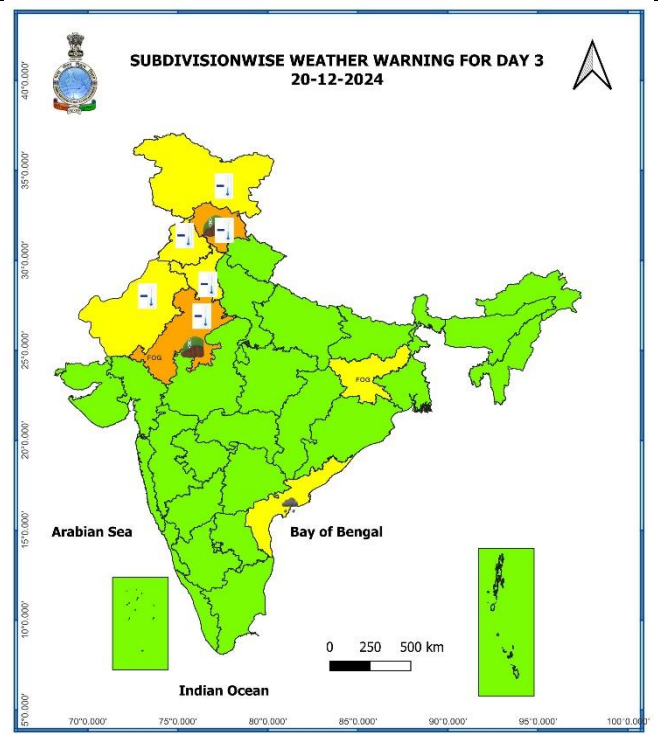 SUBDIVISIONWISE WEATHER WARNING FOR DAY 3
20-12-2024
40°0.000'
35°0.000'
30°0.000'
25°0.000'
20°0.000'
15°0.000'
10°0.000'
5°0.000'
FOG
FOG
Arabian Sea
Bay of Bengal
0 250 500 km
Indian Ocean
70°0.000' 75°0.000' 80°0.000' 85°0.000' 90°0.000' 95°0.000' 100°0.000'